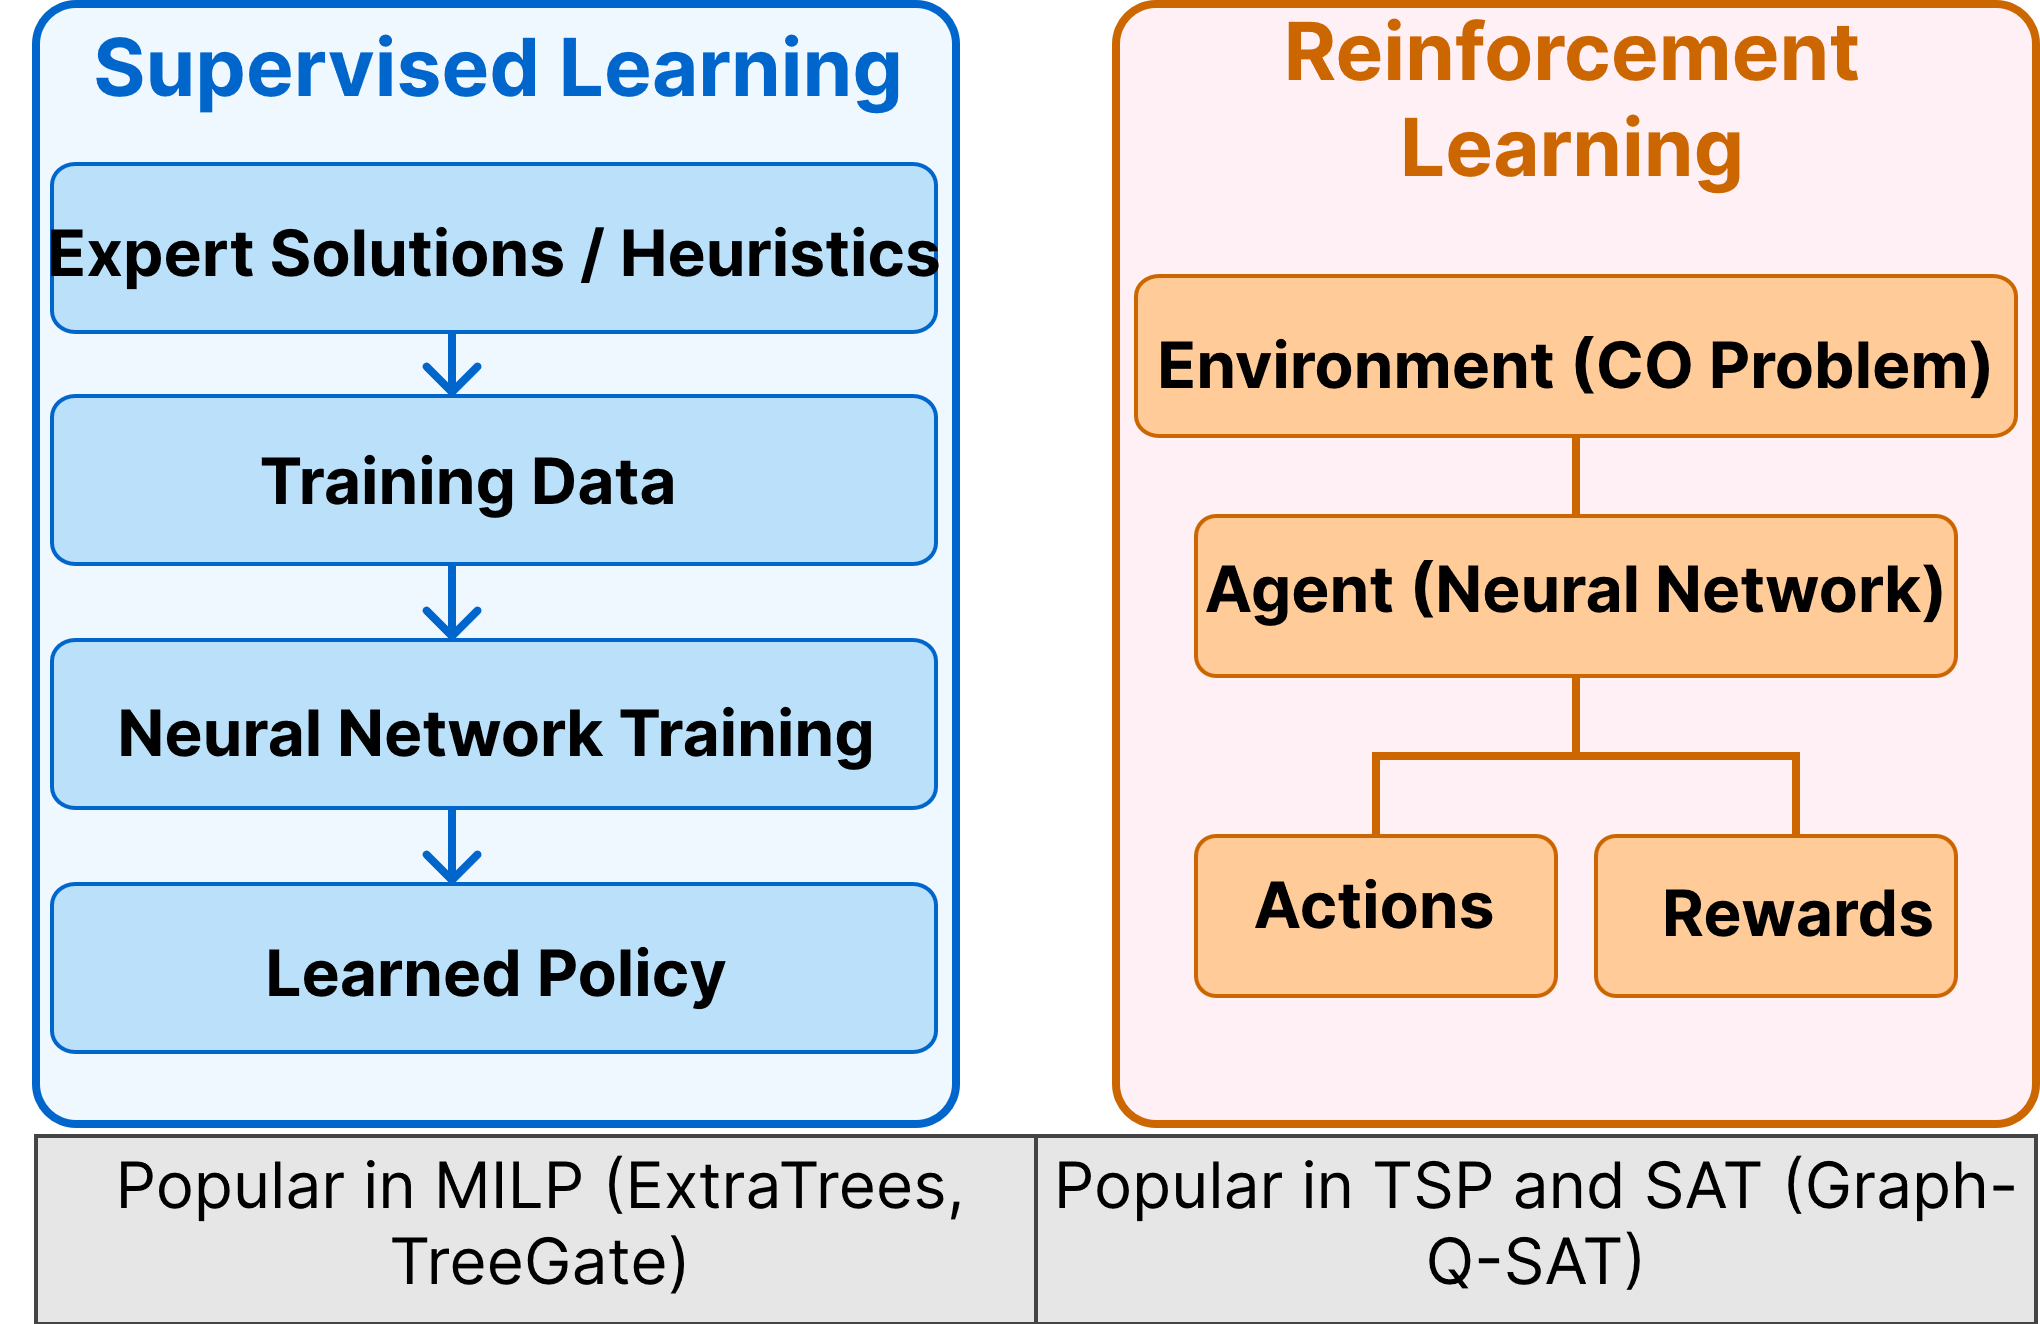 Supervised Learning
Expert Solutions / Heuristics
Training Data
Neural Network Training
Learned Policy
Reinforcement
Learning
Environment (CO Problem)
Agent (Neural Network)
Actions
Rewards
Popular in MILP (ExtraTrees,
TreeGate)
Popular in TSP and SAT (Graph-
Q-SAT)